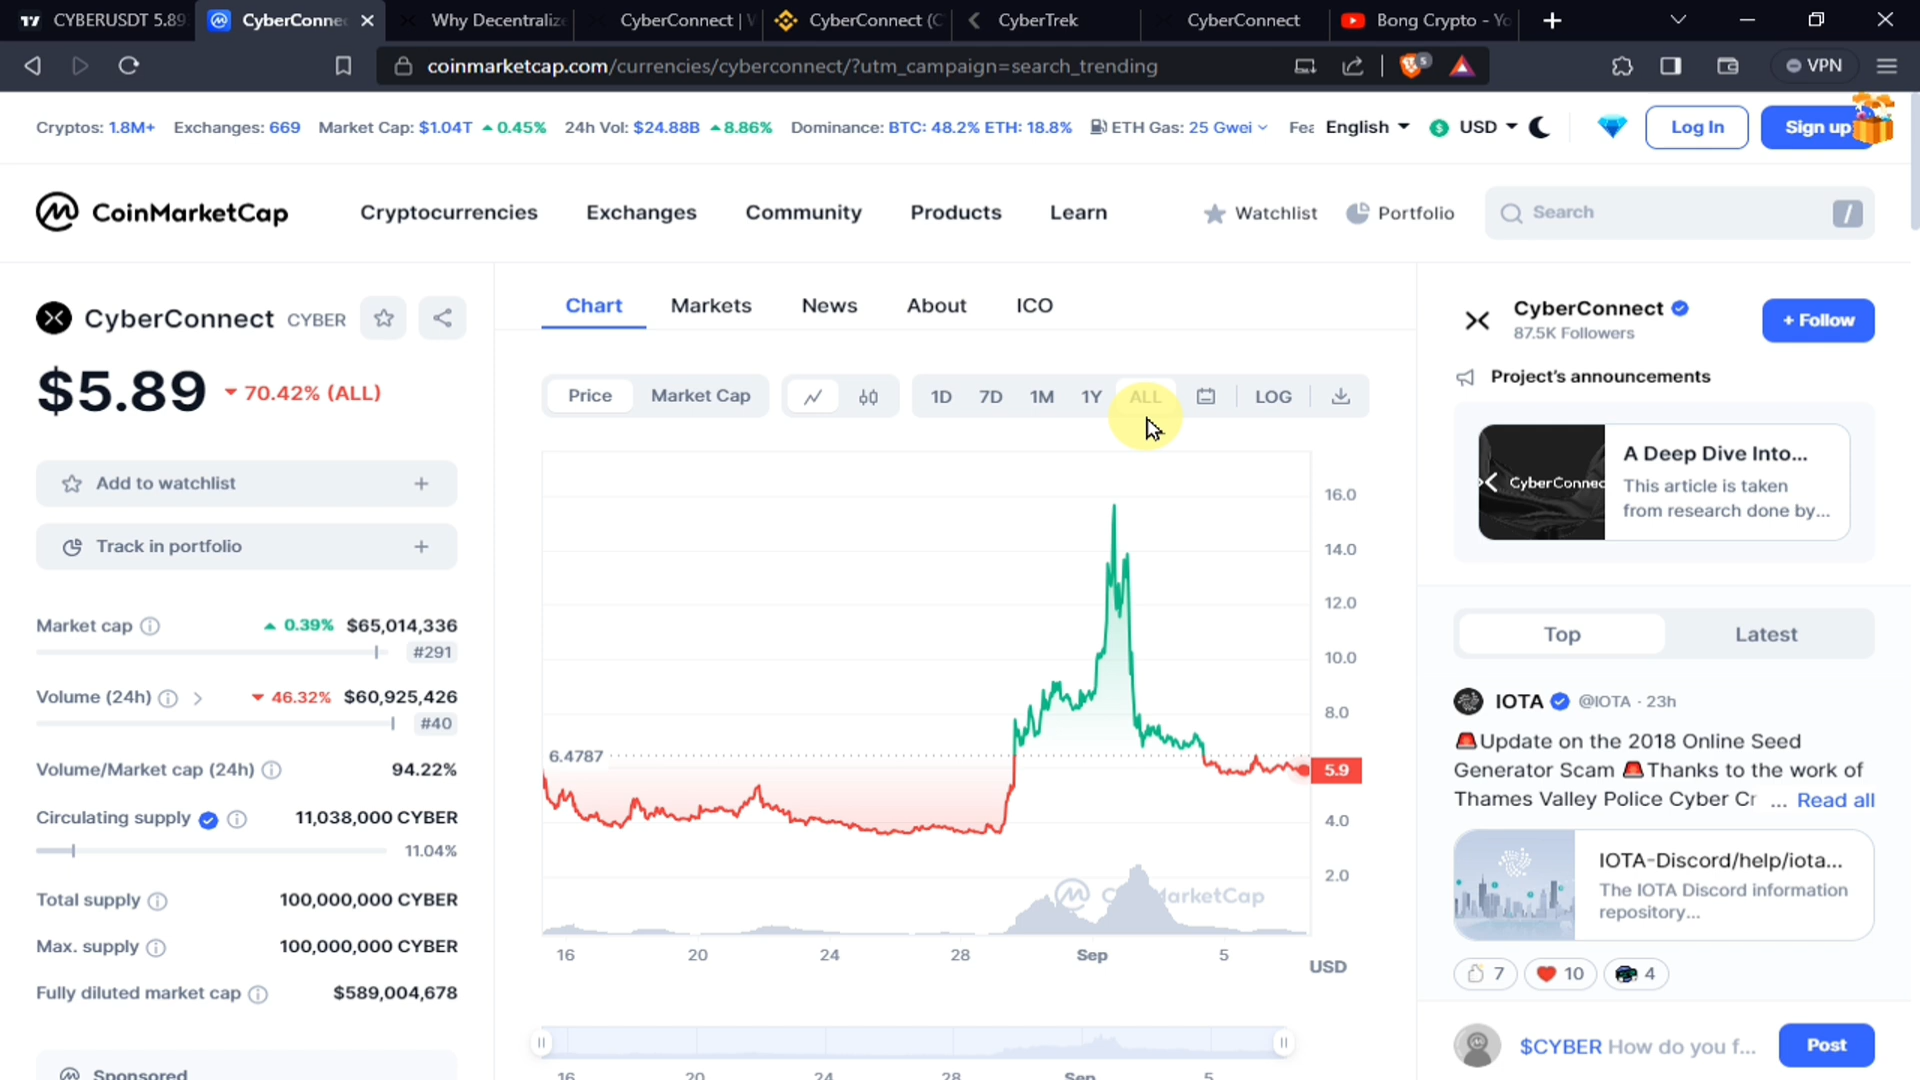 CYBERUSDT 5.89
CyberConne
Why Decentralize
CyberConnect | V
CyberConnect (C
CyberTrek
CyberConnect
Bong Crypto - Yo
coinmarketcap.com/currencies/cyberconnect/?utm_campaign=search_trending
5
VPN
Cryptos: 1.8M+ Exchanges: 669 Market Cap: $1.04T 0.45% 24h Vol: $24.88B 8.86% Dominance: BTC: 48.2% ETH: 18.8% ETH Gas: 25 Gwei Fea English USD Log In Sign up
CoinMarketCap Cryptocurrencies Exchanges Community Products Learn Watchlist Portfolio Search /
CyberConnect CYBER
$5.89 70.42% (ALL)
Add to watchlist +
Track in portfolio +
Market cap 0.39% $65,014,336
#291
Volume (24h) 46.32% $60,925,426
#40
Volume/Market cap (24h) 94.22%
Circulating supply 11,038,000 CYBER
11.04%
Total supply 100,000,000 CYBER
Max. supply 100,000,000 CYBER
Fully diluted market cap $589,004,678
Sponsored
Chart Markets News About ICO
Price Market Cap 1D 7D 1M 1Y ALL LOG
16.0
14.0
12.0
10.0
8.0
6.4787
5.9
4.0
2.0
C MarketCap
16 20 24 28 Sep 5
USD
16 20 24 28 Sep 5
CyberConnect
87.5K Followers
+ Follow
Project's announcements
CyberConnec
A Deep Dive Into...
This article is taken
from research done by...
Top Latest
IOTA @IOTA · 23h
Update on the 2018 Online Seed
Generator Scam Thanks to the work of
Thames Valley Police Cyber Cr ... Read all
IOTA-Discord/help/iota...
The IOTA Discord information
repository...
7 10 4
$CYBER How do you f... Post